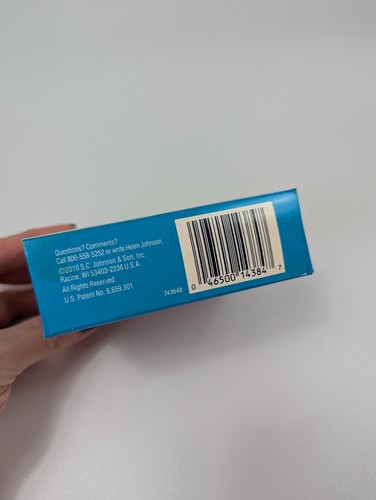 Questions? Comments?
Call 800-558-5252 or write Helen Johnson.
©2010 S.C. Johnson & Son, Inc.
Racine, WI 53403-2236 U.S.A.
All Rights Reserved.
U.S. Patent No. 6,659,301
743648
0 46500 14384 7